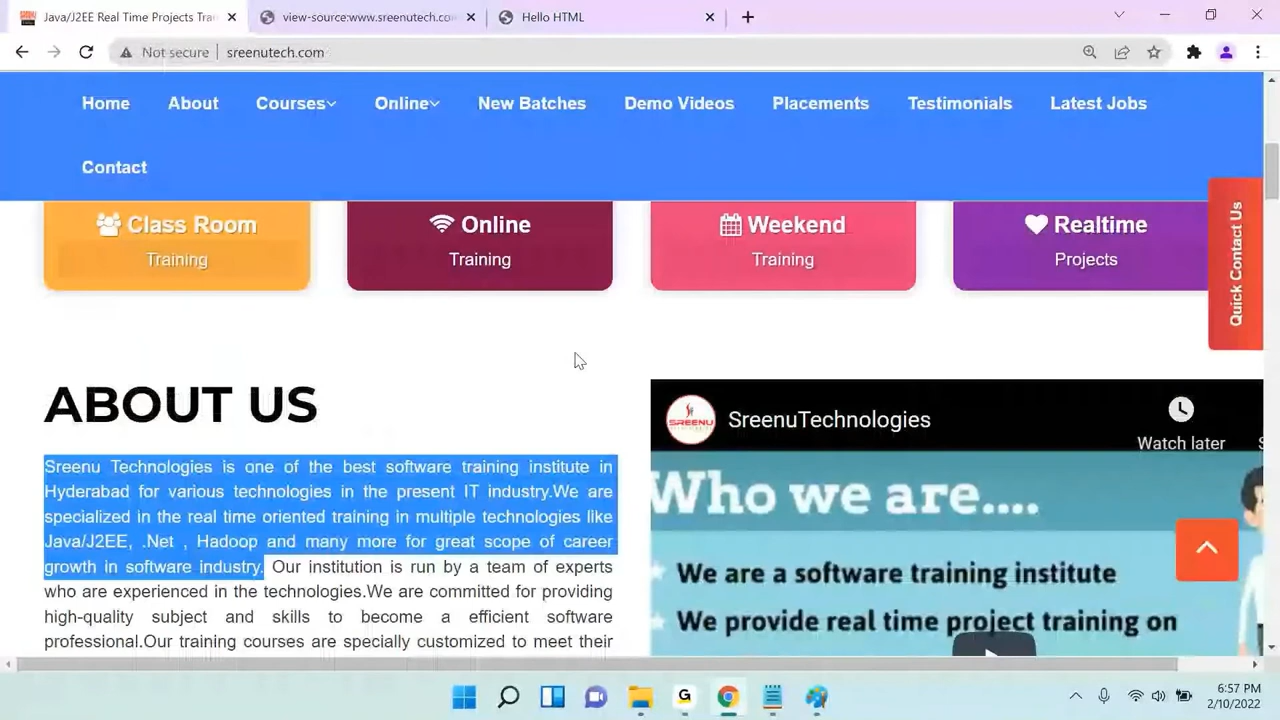 Java/J2EE Real Time Projects Trai
view-source:www.sreenutech.co
Hello HTML
Not secure
sreenutech.com
Home About Courses Online New Batches Demo Videos Placements Testimonials Latest Jobs
Contact
Class Room
Training
Online
Training
Weekend
Training
Realtime
Projects
Quick Contact Us
ABOUT US
Sreenu Technologies is one of the best software training institute in
Hyderabad for various technologies in the present IT industry.We are
specialized in the real time oriented training in multiple technologies like
Java/J2EE, .Net , Hadoop and many more for great scope of career
growth in software industry. Our institution is run by a team of experts
who are experienced in the technologies.We are committed for providing
high-quality subject and skills to become a efficient software
professional.Our training courses are specially customized to meet their
SREENU
SreenuTechnologies
Watch later
Who we are....
We are a software training institute
We provide real time project training on
G
6:57 PM
2/10/2022